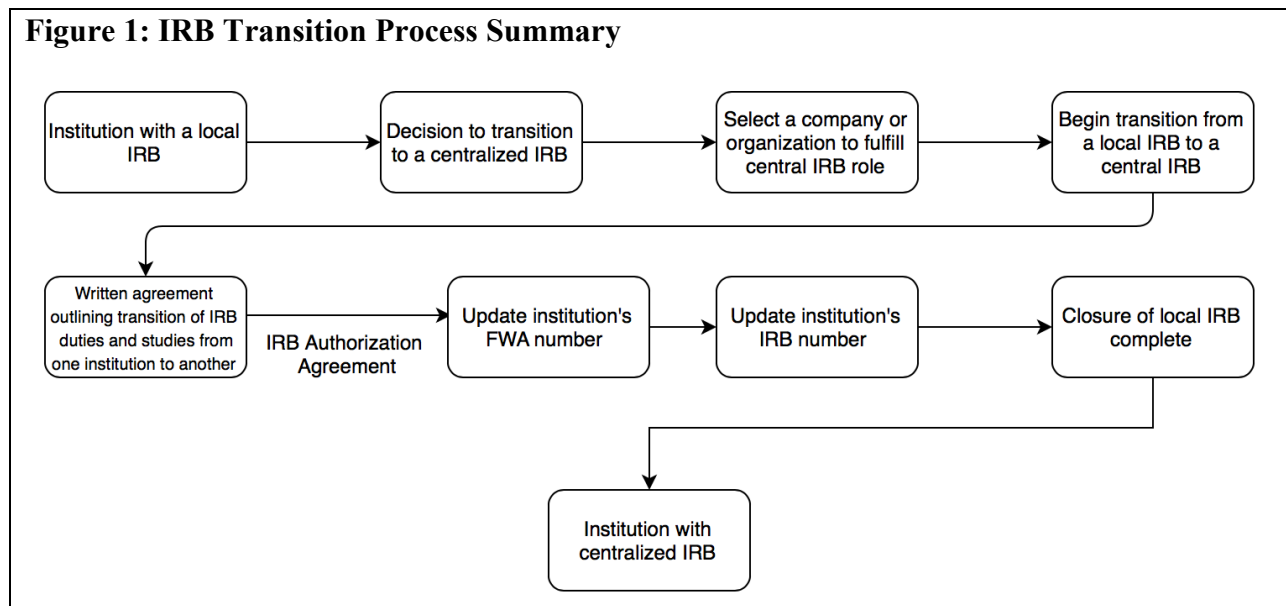 Figure 1: IRB Transition Process Summary
Institution with a local
IRB
Decision to transition
to a centralized IRB
Select a company or
organization to fulfill
central IRB role
Begin transition from
a local IRB to a
central IRB
Written agreement
outlining transition of IRB
duties and studies from
one institution to another
IRB Authorization
Agreement
Update institution's
FWA number
Update institution's
IRB number
Closure of local IRB
complete
Institution with
centralized IRB